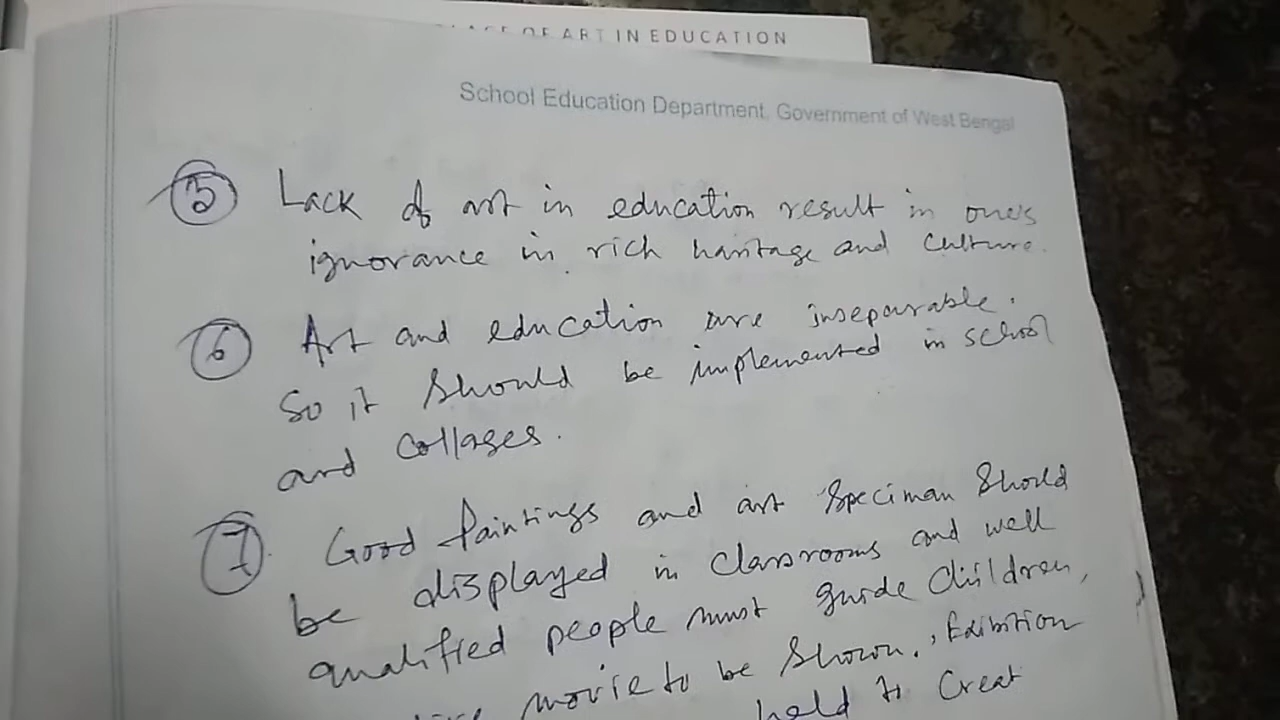 OF ART IN EDUCATION
School Education Department, Government of West Bengal
5 Lack of art in education result in one's
ignorance in rich haritage and culture.
6 Art and education are inseparable.
So it should be implemented in school
and collages.
7. Good Paintings and art speciman should
be displayed in classrooms and well
qualified people must guide children,
movie to be shown., Exibition
held to creat